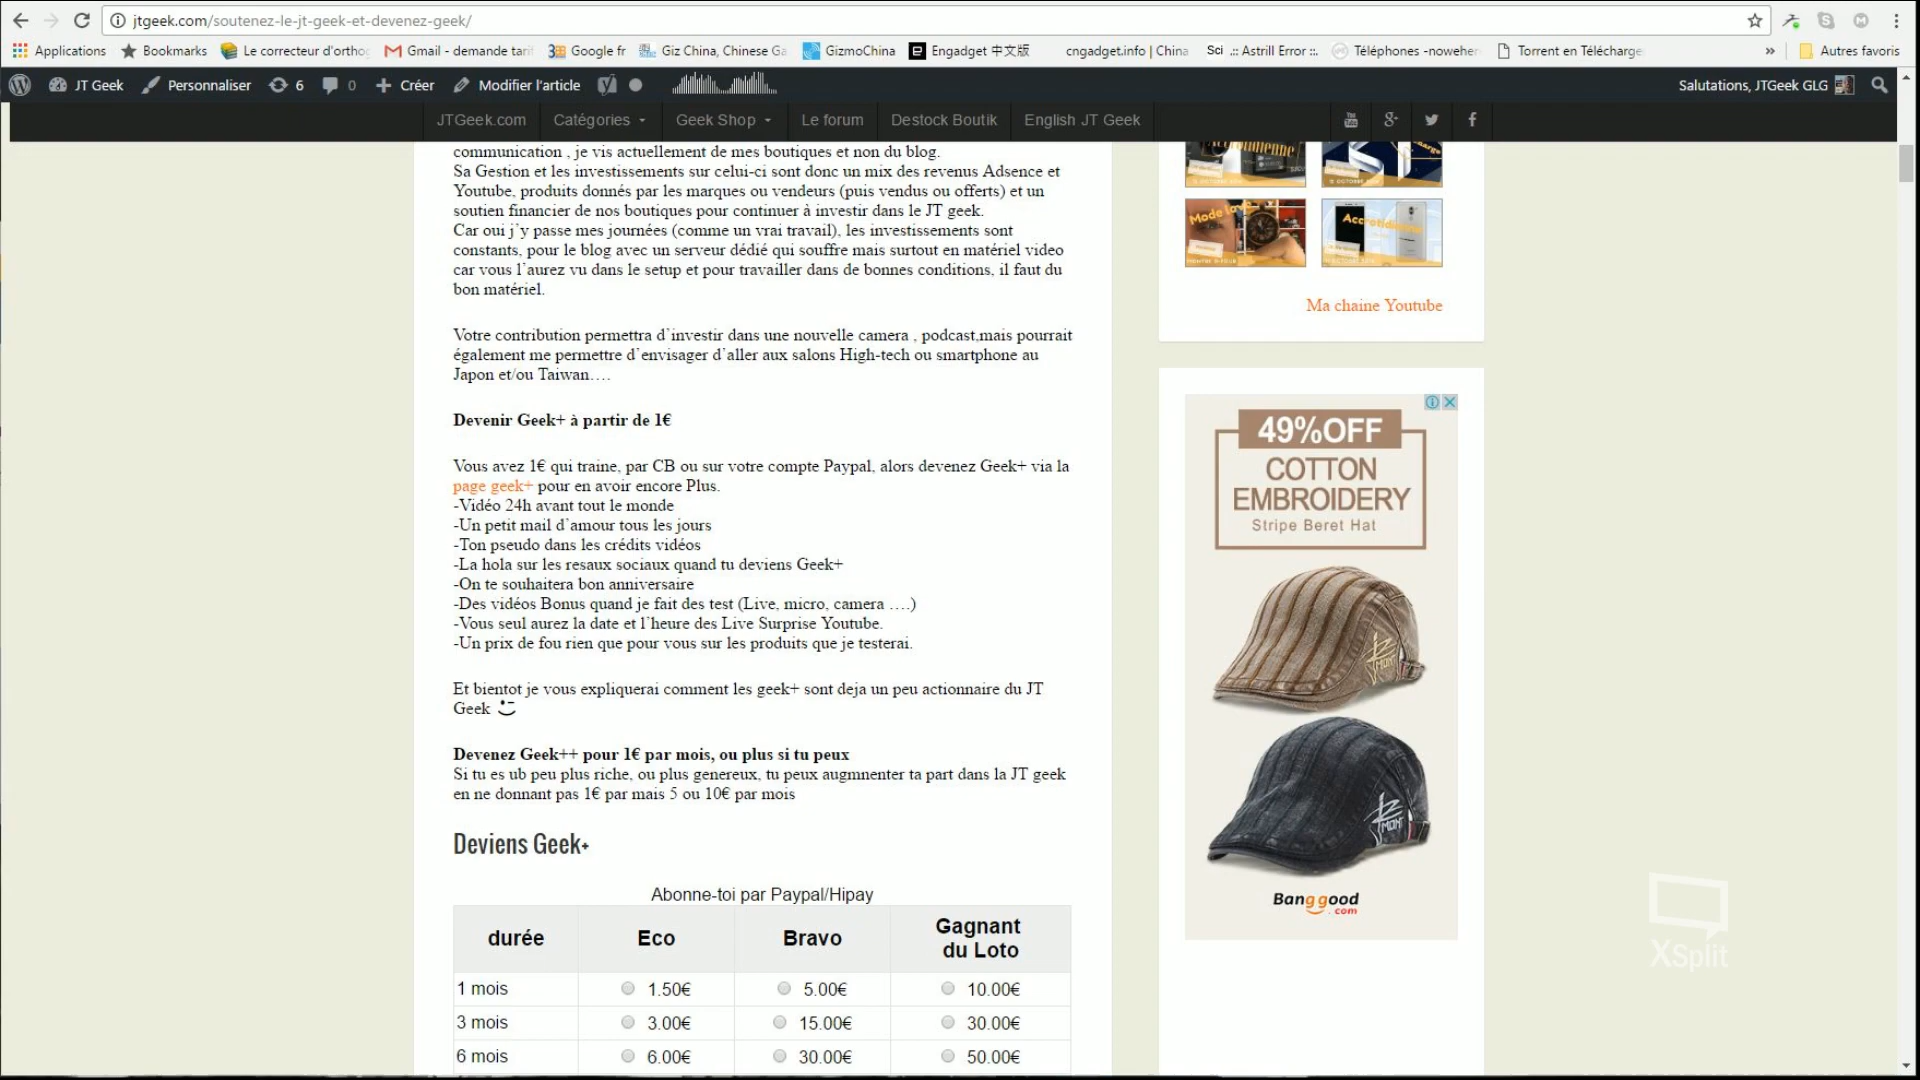 jtgeek.com/soutenez-le-jt-geek-et-devenez-geek/
Applications Bookmarks Le correcteur d'orthog Gmail - demande tari Google fr Giz China, Chinese Ga GizmoChina Engadget 中文版 cngadget.info | China Sci .:: Astrill Error ::. Téléphones -nowhere Torrent en Télécharge » Autres favoris
JT Geek Personnaliser 6 0 Créer Modifier l'article Salutations, JTGeek GLG
JTGeek.com Catégories Geek Shop Le forum Destock Boutik English JT Geek
communication , je vis actuellement de mes boutiques et non du blog.
Sa Gestion et les investissements sur celui-ci sont donc un mix des revenus Adsence et
Youtube, produits donnés par les marques ou vendeurs (puis vendus ou offerts) et un
soutien financier de nos boutiques pour continuer à investir dans le JT geek.
Car oui j'y passe mes journées (comme un vrai travail), les investissements sont
constants, pour le blog avec un serveur dédié qui souffre mais surtout en matériel video
car vous l'aurez vu dans le setup et pour travailler dans de bonnes conditions, il faut du
bon matériel.
Votre contribution permettra d'investir dans une nouvelle camera , podcast,mais pourrait
également me permettre d'envisager d'aller aux salons High-tech ou smartphone au
Japon et/ou Taiwan….
Devenir Geek+ à partir de 1€
Vous avez 1€ qui traine, par CB ou sur votre compte Paypal, alors devenez Geek+ via la
page geek+ pour en avoir encore Plus.
-Vidéo 24h avant tout le monde
-Un petit mail d'amour tous les jours
-Ton pseudo dans les crédits vidéos
-La hola sur les resaux sociaux quand tu deviens Geek+
-On te souhaitera bon anniversaire
-Des vidéos Bonus quand je fait des test (Live, micro, camera ….)
-Vous seul aurez la date et l'heure des Live Surprise Youtube.
-Un prix de fou rien que pour vous sur les produits que je testerai.
Et bientot je vous expliquerai comment les geek+ sont deja un peu actionnaire du JT
Geek
Devenez Geek++ pour 1€ par mois, ou plus si tu peux
Si tu es ub peu plus riche, ou plus genereux, tu peux augmnenter ta part dans la JT geek
en ne donnant pas 1€ par mais 5 ou 10€ par mois
Deviens Geek+
Abonne-toi par Paypal/Hipay
durée Eco Bravo Gagnant du Loto
1 mois 1.50€ 5.00€ 10.00€
3 mois 3.00€ 15.00€ 30.00€
6 mois 6.00€ 30.00€ 50.00€
Mode love
Ma chaine Youtube
49%OFF
COTTON
EMBROIDERY
Stripe Beret Hat
MONT
MONT
Banggood
.com
XSplit